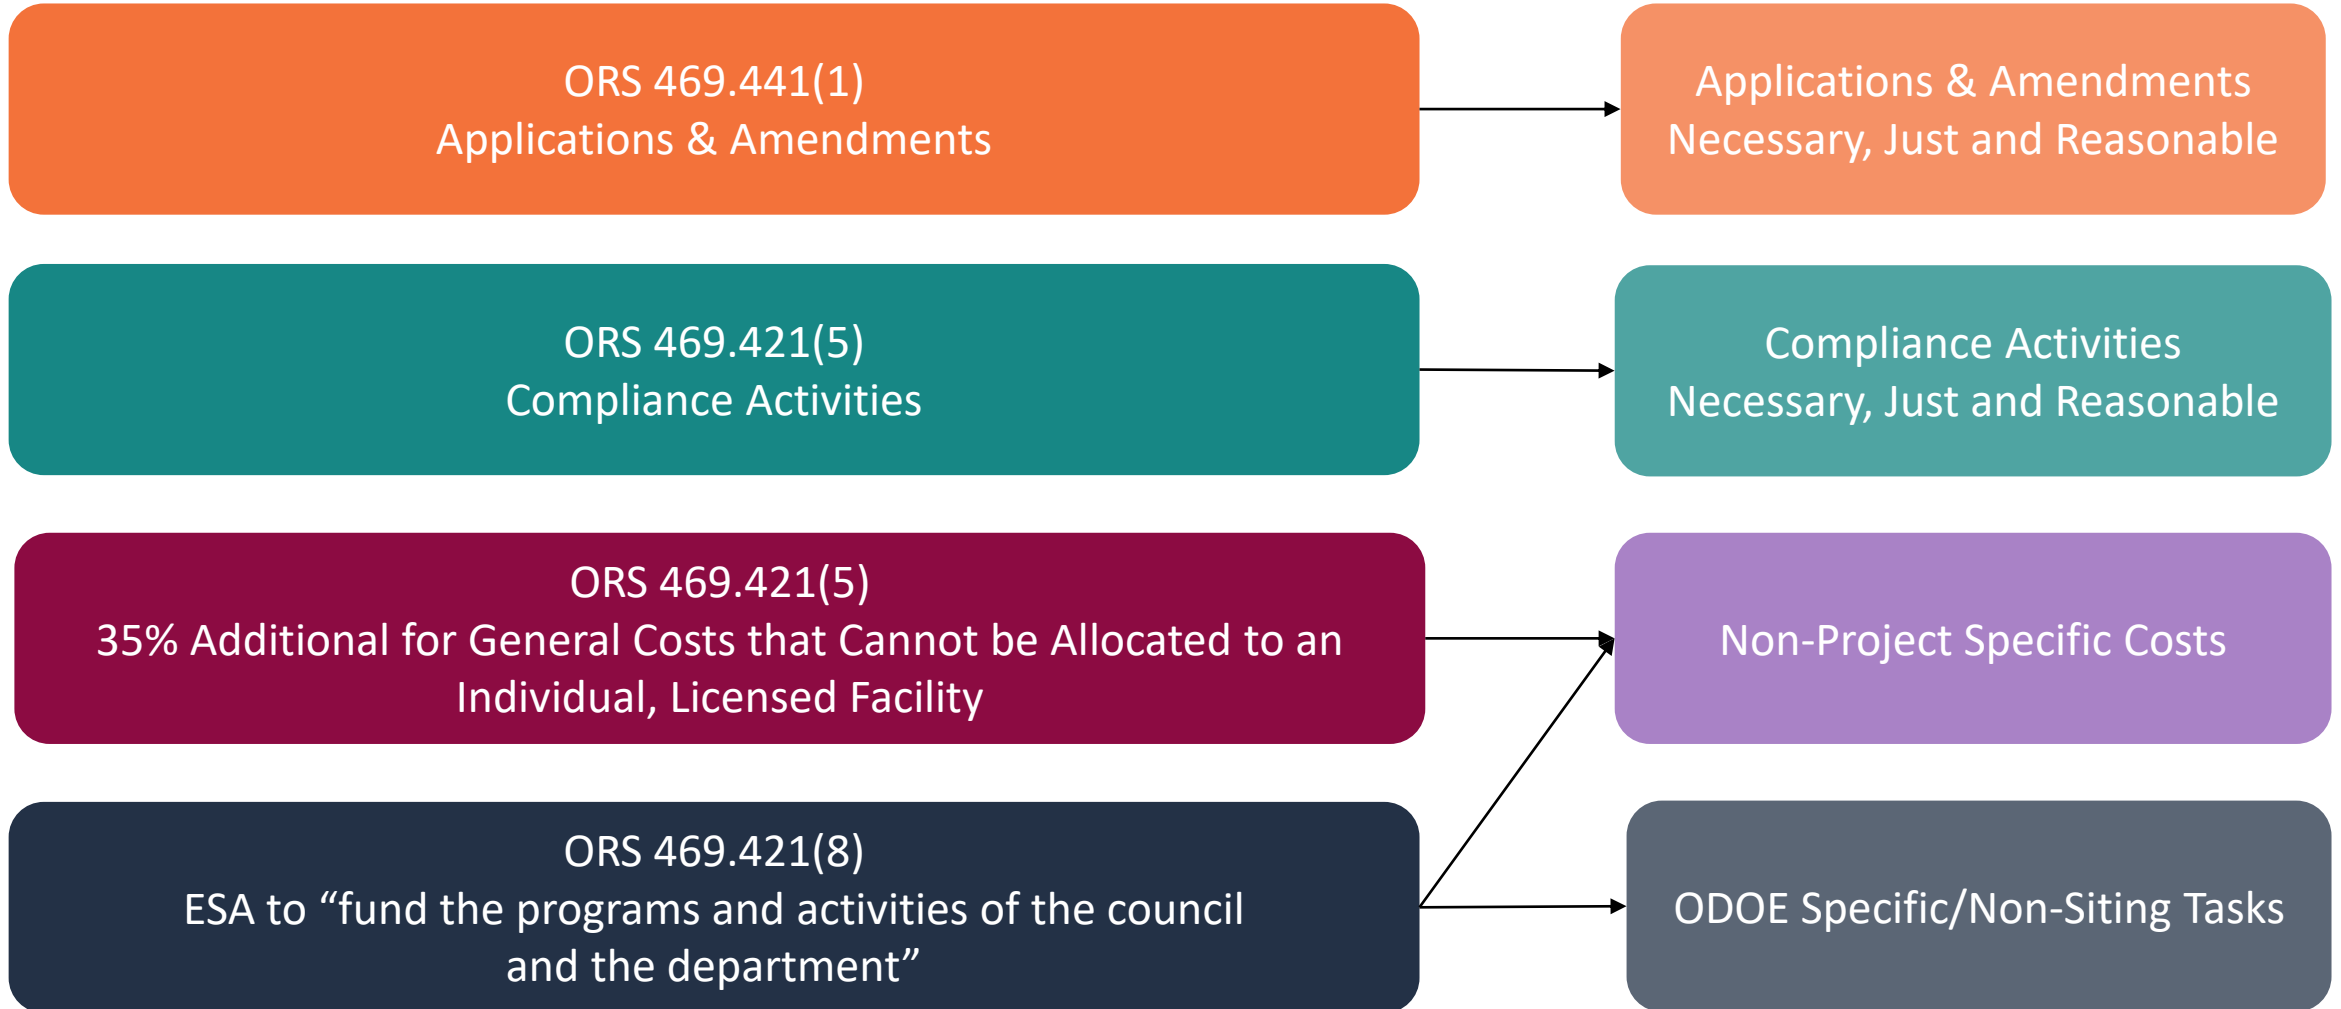 ORS 469.441(1)
Applications & Amendments
Applications & Amendments
Necessary, Just and Reasonable
ORS 469.421(5)
Compliance Activities
Compliance Activities
Necessary, Just and Reasonable
ORS 469.421(5)
35% Additional for General Costs that Cannot be Allocated to an
Individual, Licensed Facility
Non-Project Specific Costs
ORS 469.421(8)
ESA to “fund the programs and activities of the council
and the department”
ODOE Specific/Non-Siting Tasks